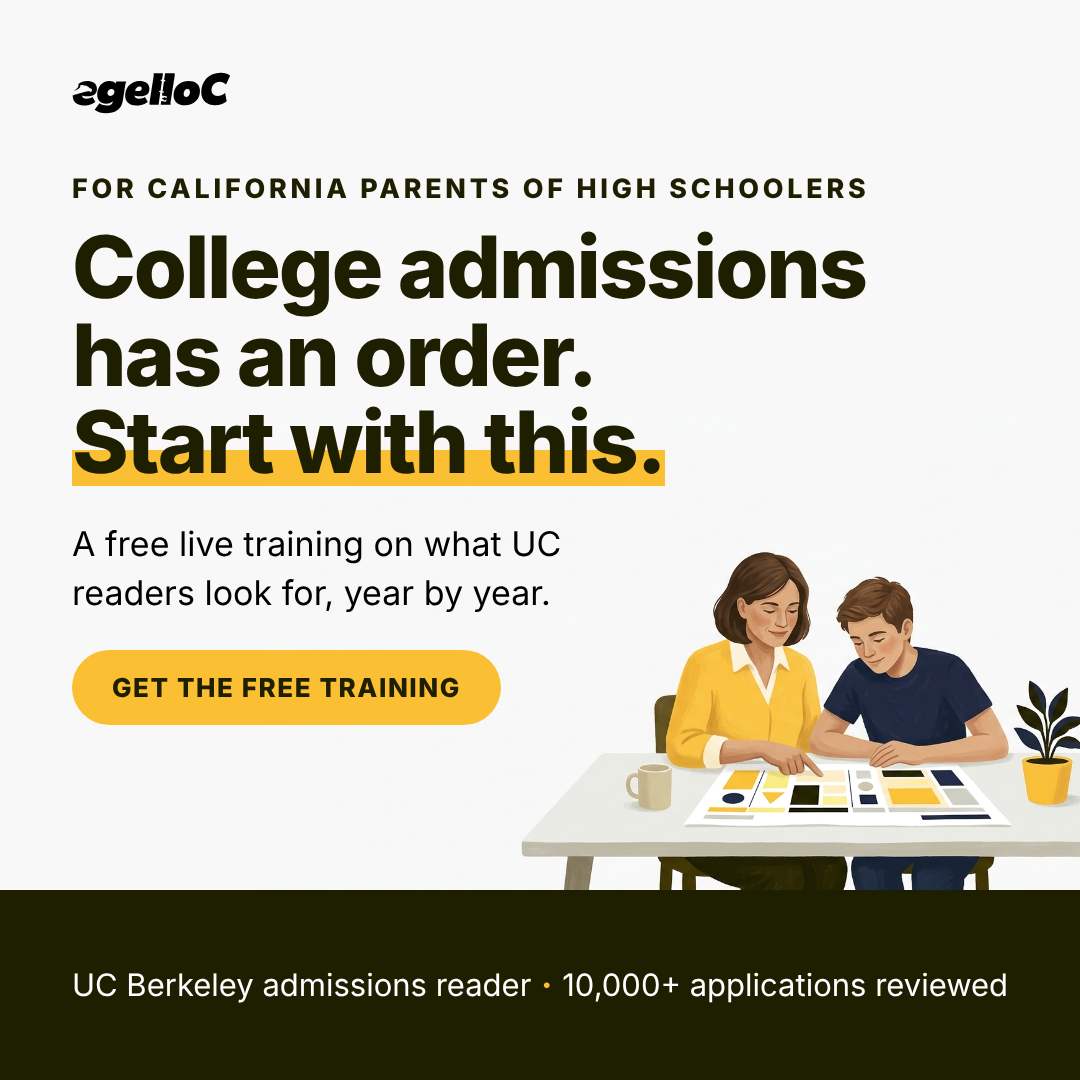 egelloC
FOR CALIFORNIA PARENTS OF HIGH SCHOOLERS
College admissions
has an order.
Start with this.
A free live training on what UC
readers look for, year by year.
GET THE FREE TRAINING
UC Berkeley admissions reader • 10,000+ applications reviewed